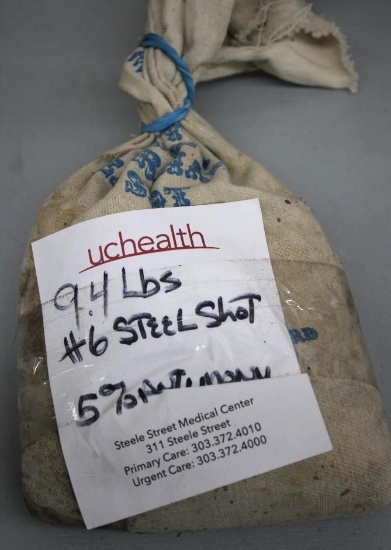 uchealth
9.4 Lbs
#6 STEEL SHOT
5% ANTIMONY
Steele Street Medical Center
311 Steele Street
Primary Care: 303.372.4010
Urgent Care: 303.372.4000